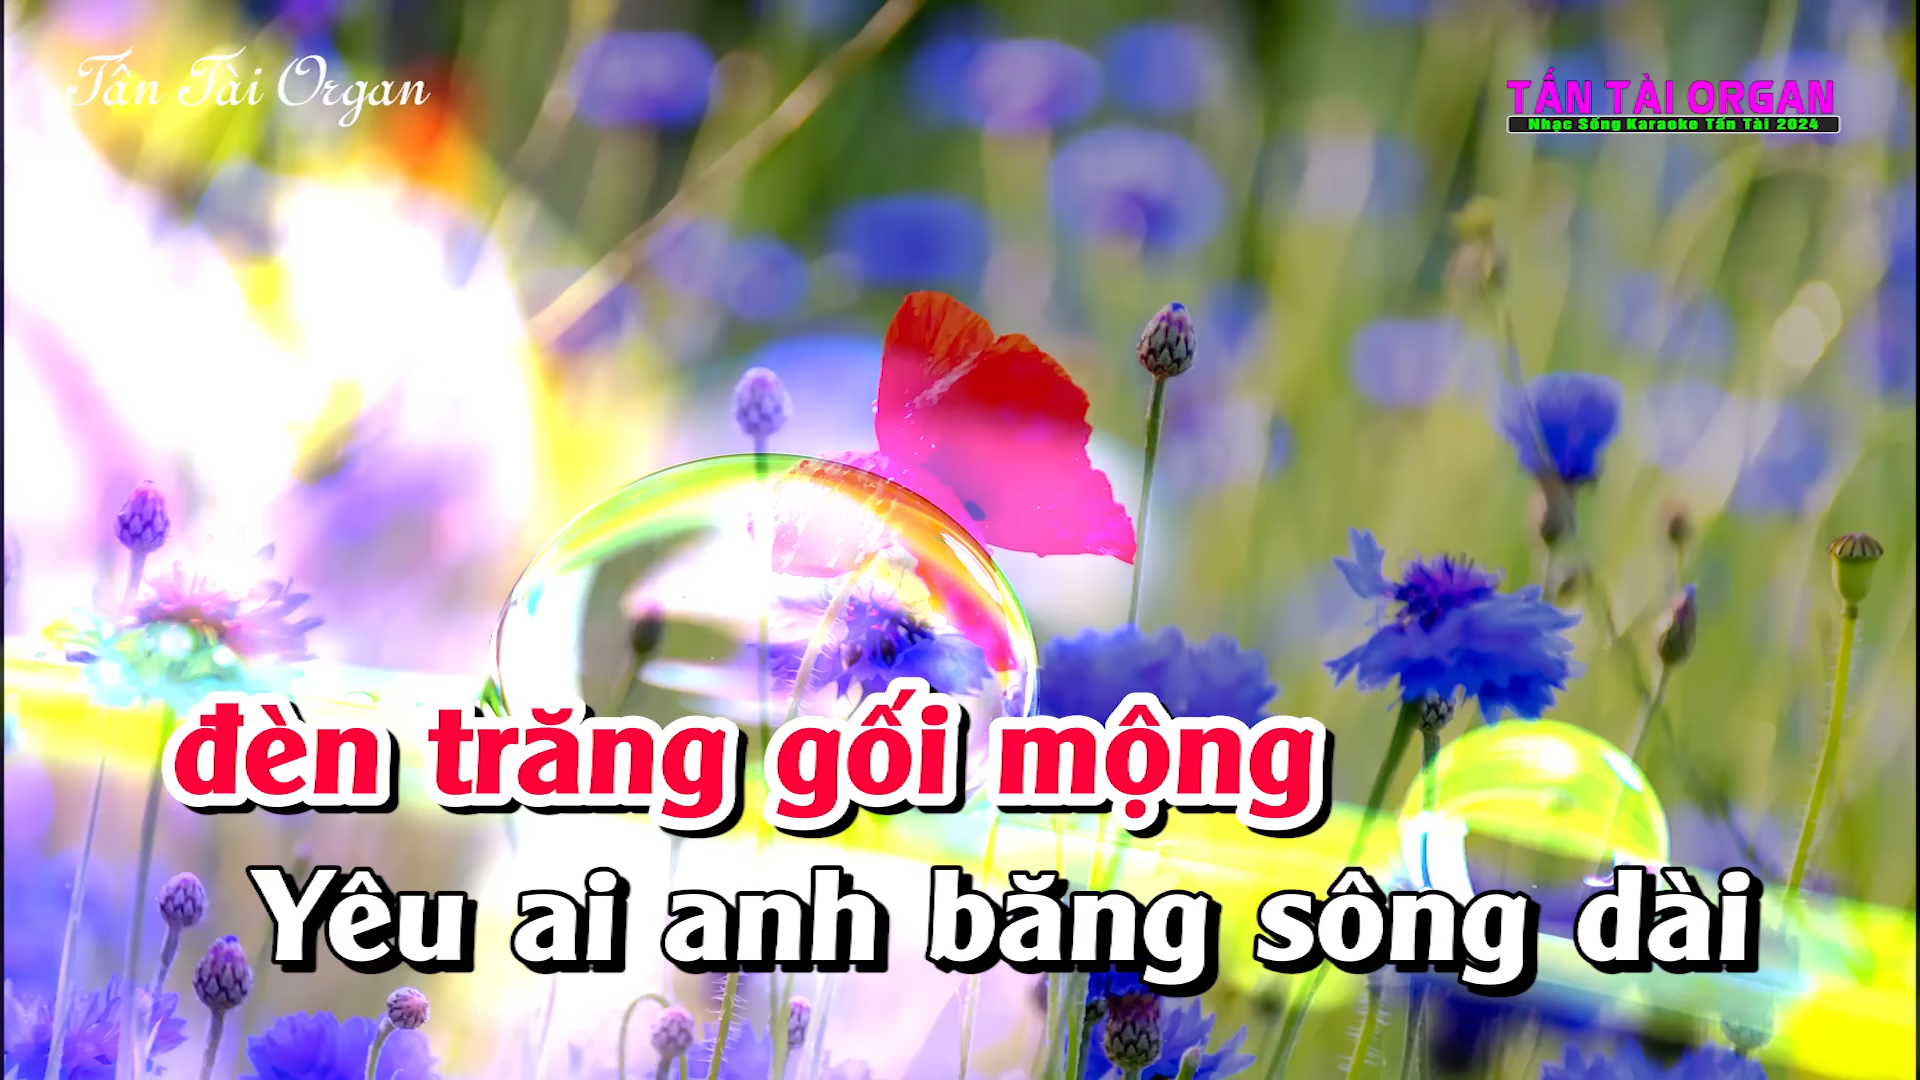 Tấn Tài Organ
TẤN TÀI ORGAN
Nhạc Sống Karaoke Tấn Tài 2024
đèn trăng gối mộng
Yêu ai anh băng sông dài